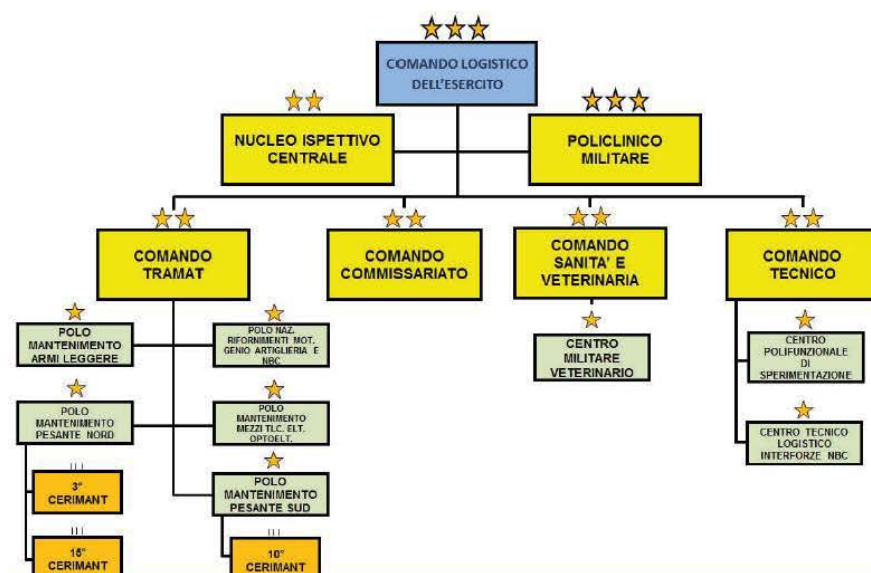 COMANDO LOGISTICO
DELL'ESERCITO
NUCLEO ISPETTIVO
CENTRALE
POLICLINICO
MILITARE
COMANDO
TRAMAT
COMANDO
COMMISSARIATO
COMANDO
SANITA' E
VETERINARIA
COMANDO
TECNICO
POLO
MANTENIMENTO
ARMI LEGGERE
POLO NAZ.
RIFORNIMENTI MOT.
GENIO ARTIGLIERIA E
NBC
CENTRO
MILITARE
VETERINARIO
CENTRO
POLIFUNZIONALE
DI
SPERIMENTAZIONE
POLO
MANTENIMENTO
PESANTE NORD
POLO
MANTENIMENTO
MEZZI TLC. ELT.
OPTOELT.
CENTRO TECNICO
LOGISTICO
INTERFORZE NBC
III
3°
CERIMANT
POLO
MANTENIMENTO
PESANTE SUD
III
15°
CERIMANT
III
10°
CERIMANT